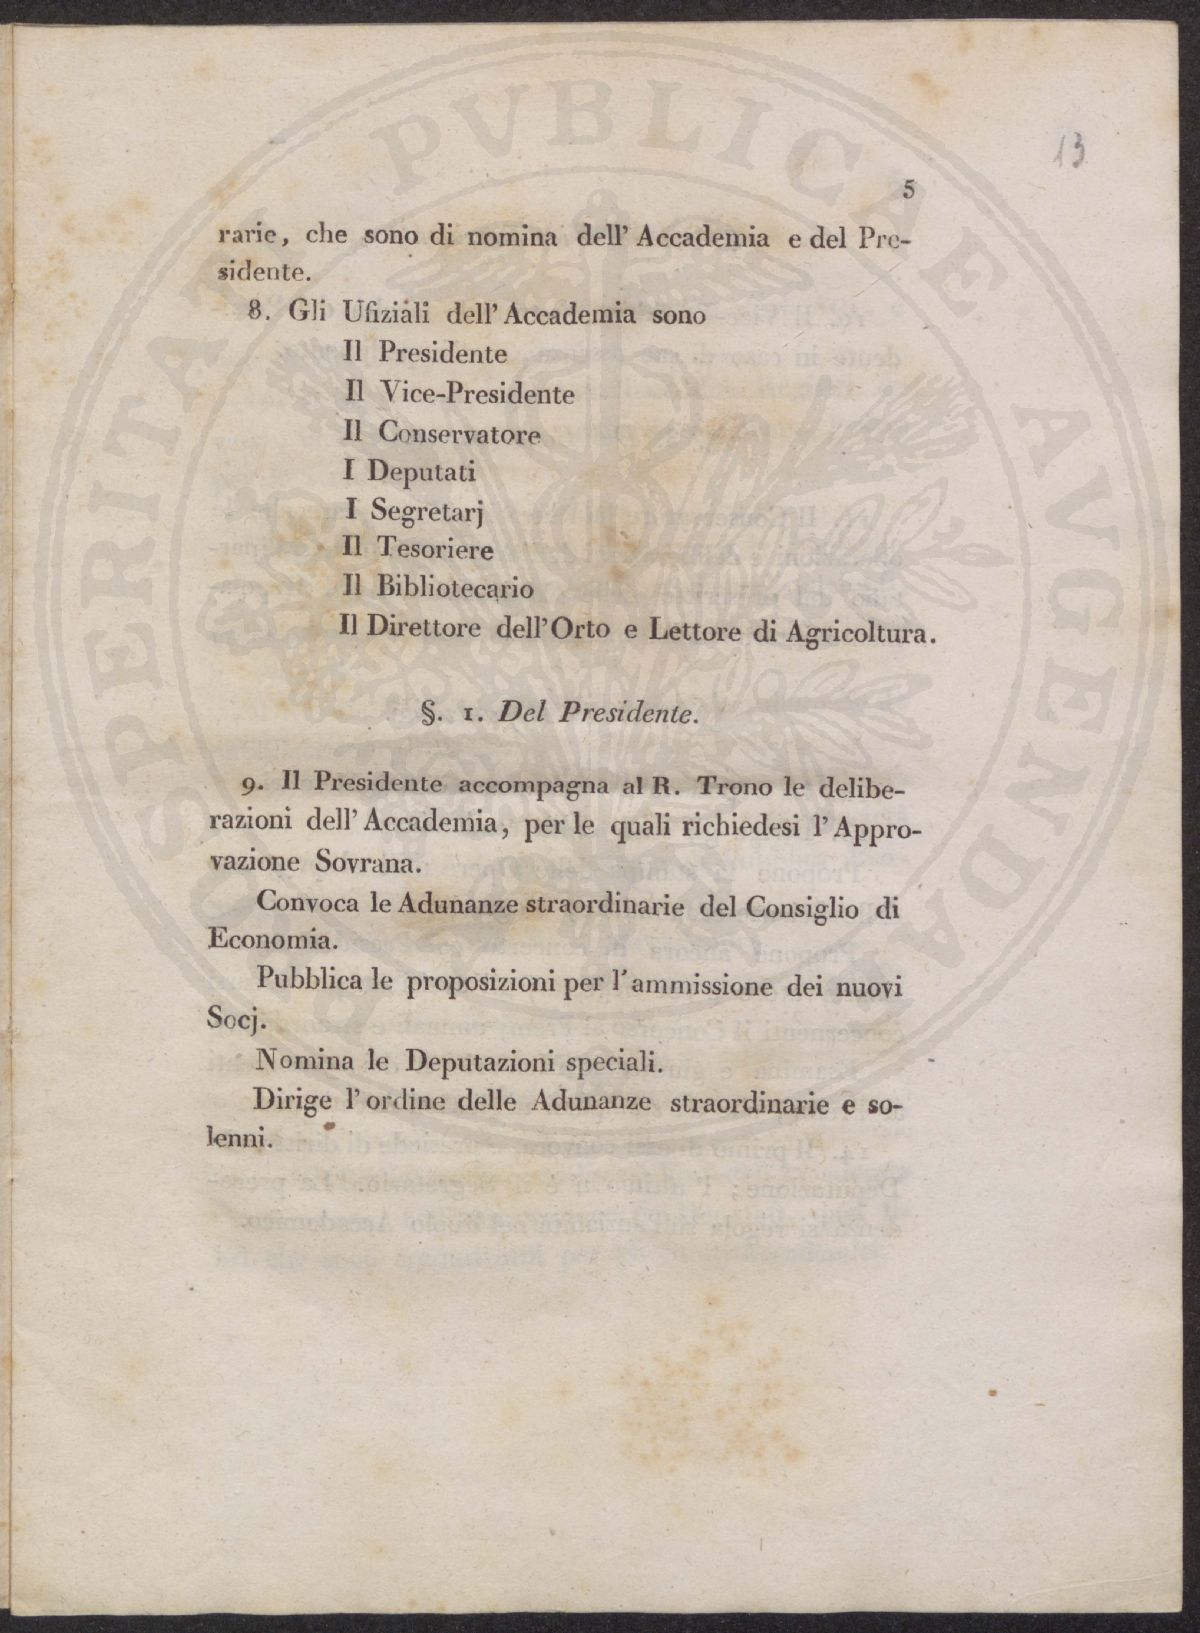 PROSPERITATI PVBLICAE AVGENDAE
13
5
rarie, che sono di nomina dell' Accademia e del Pre-
sidente.
8. Gli Ufiziali dell' Accademia sono
Il Presidente
Il Vice-Presidente
Il Conservatore
I Deputati
I Segretarj
Il Tesoriere
Il Bibliotecario
Il Direttore dell' Orto e Lettore di Agricoltura.
§. 1. Del Presidente.
9. Il Presidente accompagna al R. Trono le delibe-
razioni dell' Accademia, per le quali richiedesi l' Appro-
vazione Sovrana.
Convoca le Adunanze straordinarie del Consiglio di
Economia.
Pubblica le proposizioni per l' ammissione dei nuovi
Socj.
Nomina le Deputazioni speciali.
Dirige l' ordine delle Adunanze straordinarie e so-
lenni.